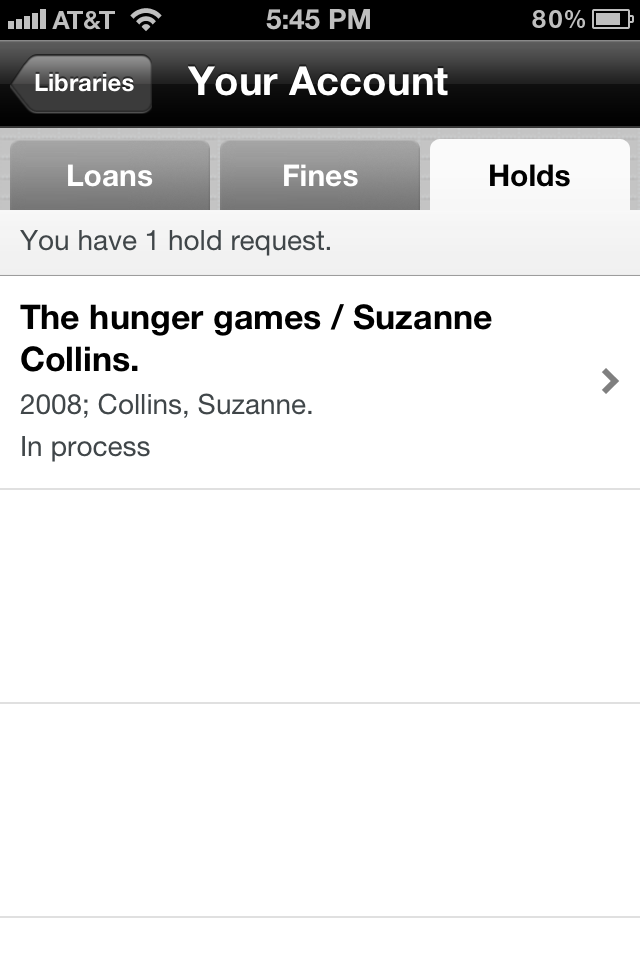 AT&T 5:45 PM 80%
Libraries Your Account
Loans Fines Holds
You have 1 hold request.
The hunger games / Suzanne
Collins.
2008; Collins, Suzanne.
In process